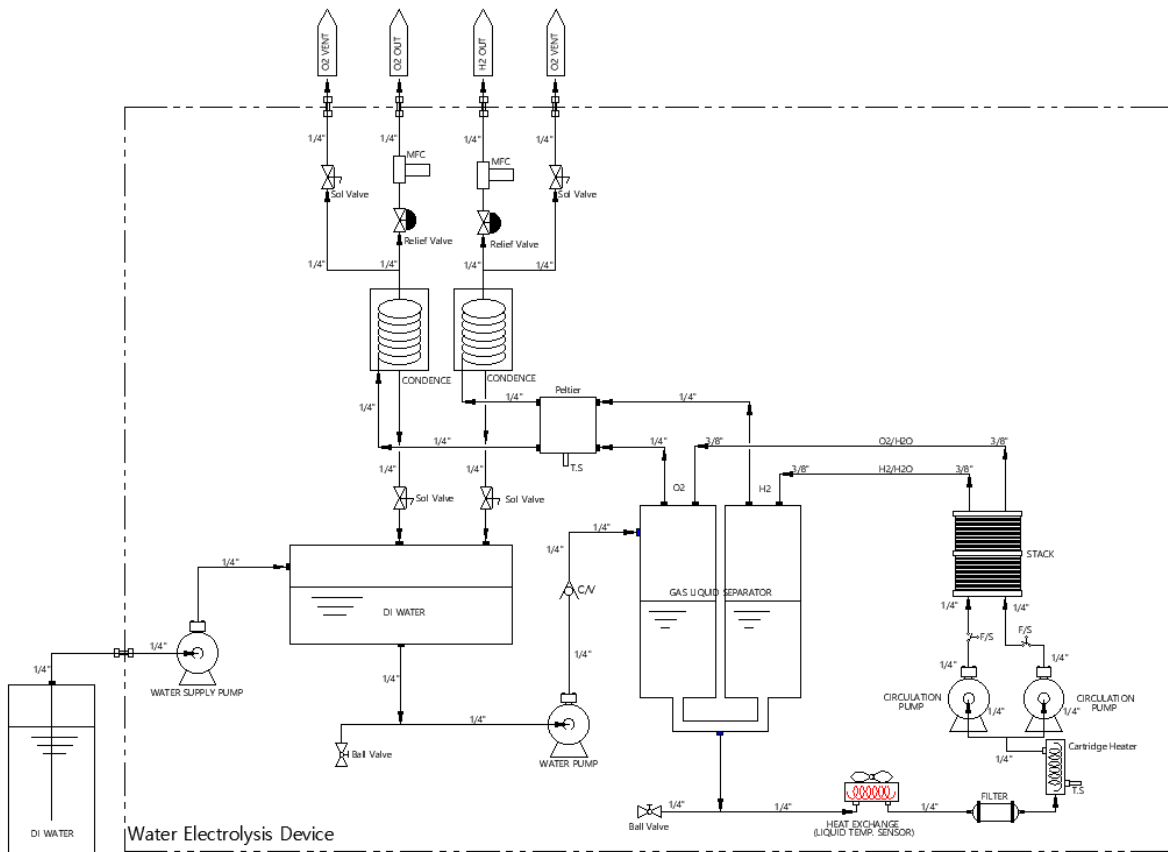 O2 VENT
O2 OUT
H2 OUT
O2 VENT
1/4"
1/4"
1/4"
1/4"
MFC
MFC
Sol Valve
Sol Valve
Relief Valve
Relief Valve
1/4"
1/4"
1/4"
1/4"
CONDENCE
CONDENCE
Peltier
1/4"
1/4"
1/4"
1/4"
1/4"
3/8"
O2/H2O
3/8"
T.S
1/4"
1/4"
3/8"
H2/H2O
3/8"
O2
H2
Sol Valve
Sol Valve
1/4"
1/4"
1/4"
STACK
C/V
GAS LIQUID SEPARATOR
1/4"
1/4"
DI WATER
F/S
F/S
1/4"
1/4"
1/4"
1/4"
1/4"
1/4"
1/4"
WATER SUPPLY PUMP
CIRCULATION
PUMP
CIRCULATION
PUMP
1/4"
1/4"
1/4"
Ball Valve
WATER PUMP
Cartridge Heater
1/4"
T.S
1/4"
1/4"
1/4"
FILTER
Ball Valve
HEAT EXCHANGE
(LIQUID TEMP. SENSOR)
DI WATER
Water Electrolysis Device